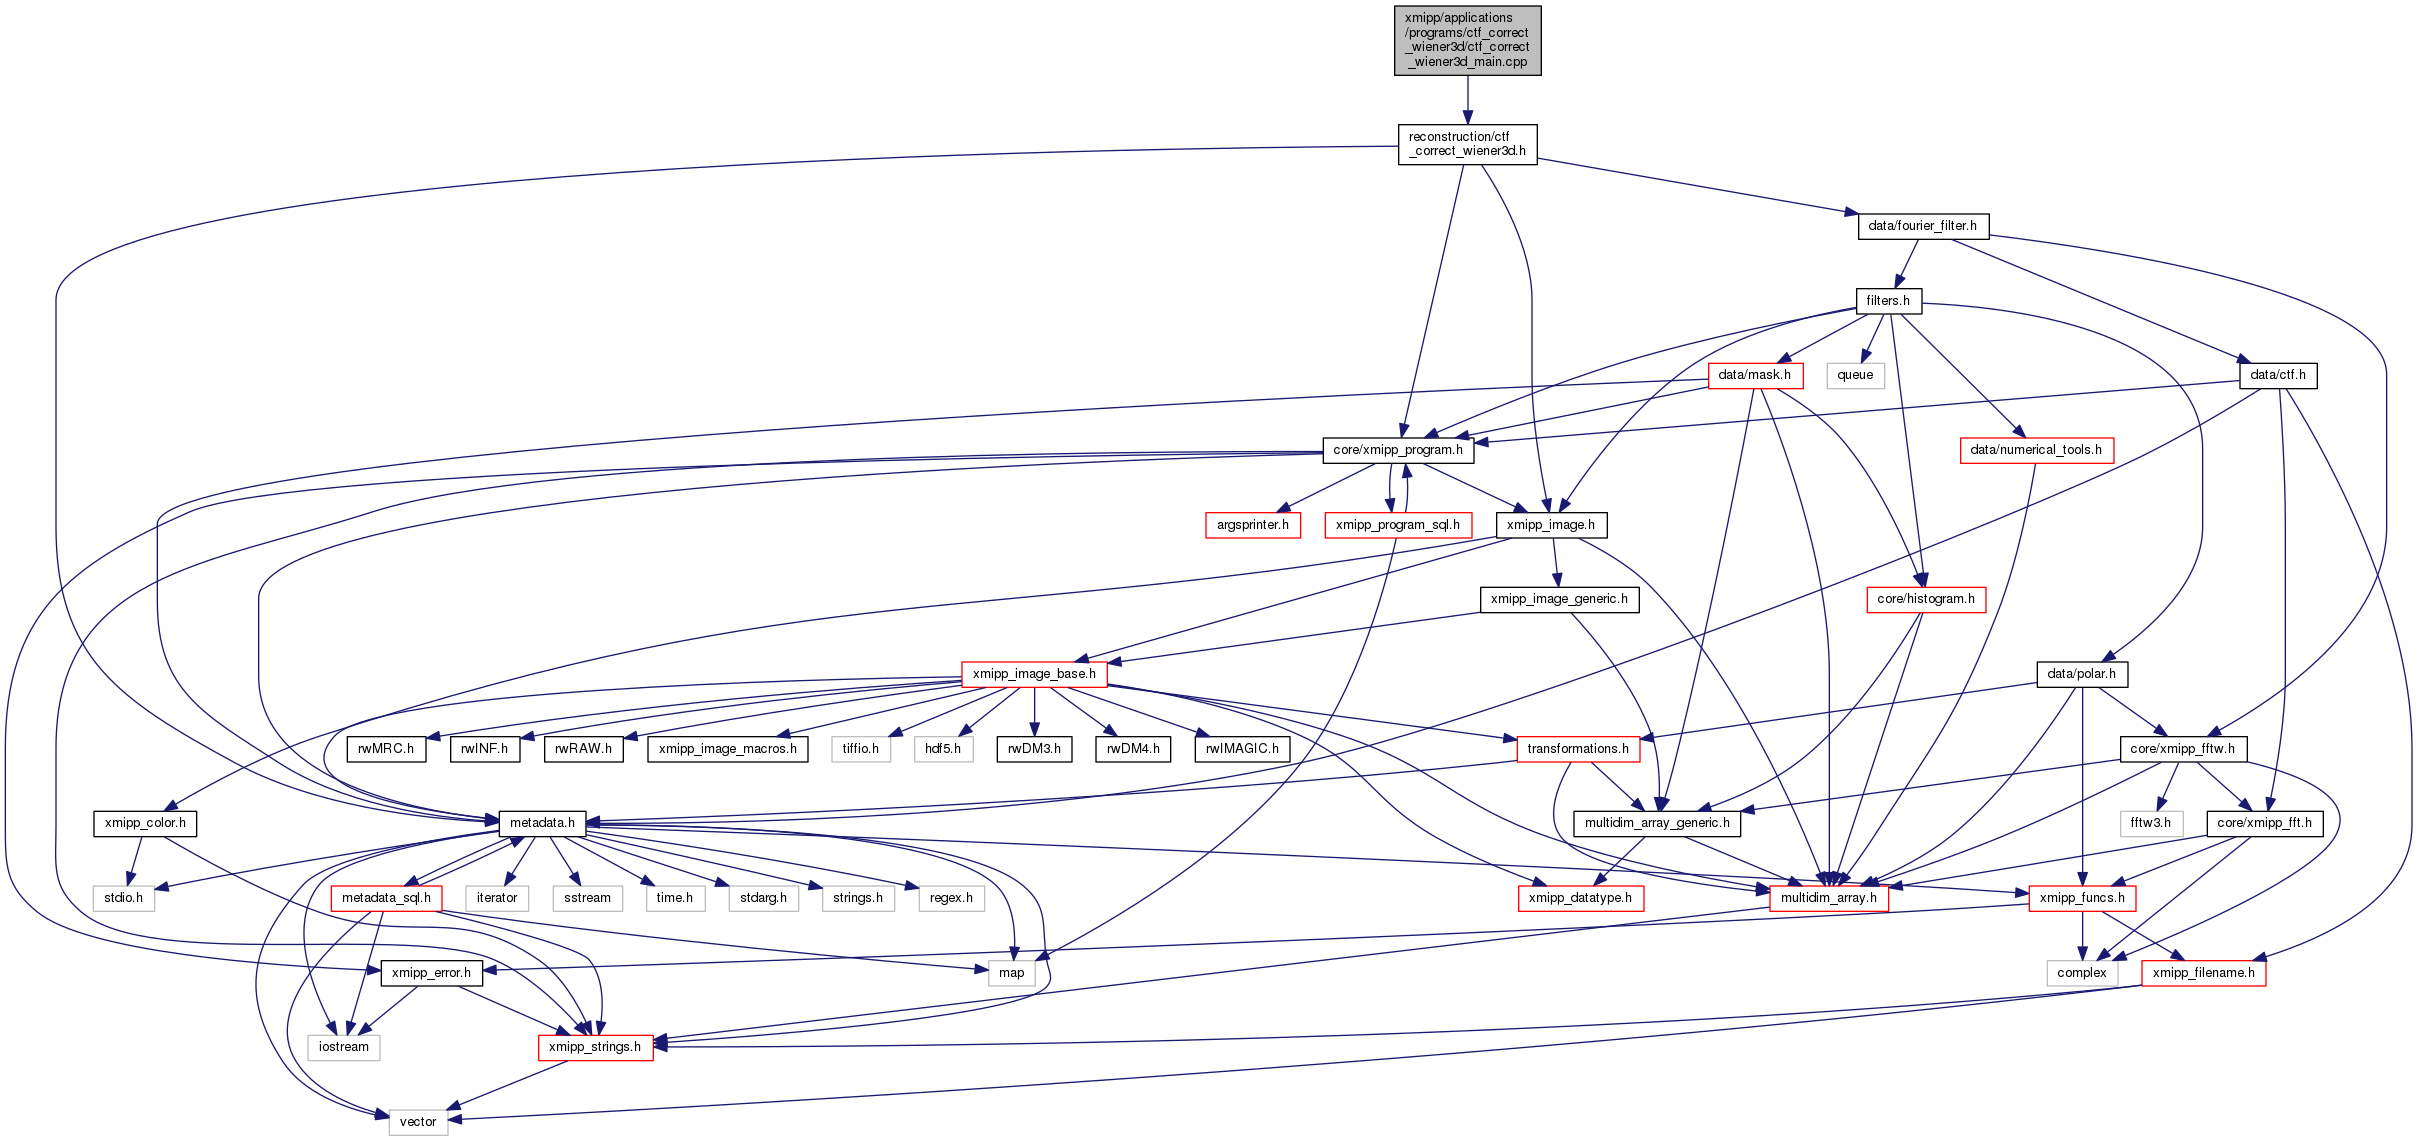 xmipp/applications
/programs/ctf_correct
_wiener3d/ctf_correct
_wiener3d_main.cpp
reconstruction/ctf
_correct_wiener3d.h
data/fourier_filter.h
filters.h
data/mask.h
queue
data/ctf.h
core/xmipp_program.h
data/numerical_tools.h
argsprinter.h
xmipp_program_sql.h
xmipp_image.h
xmipp_image_generic.h
core/histogram.h
xmipp_image_base.h
data/polar.h
rwMRC.h
rwINF.h
rwRAW.h
xmipp_image_macros.h
tiffio.h
hdf5.h
rwDM3.h
rwDM4.h
rwIMAGIC.h
transformations.h
core/xmipp_fftw.h
xmipp_color.h
metadata.h
multidim_array_generic.h
fftw3.h
core/xmipp_fft.h
stdio.h
metadata_sql.h
iterator
sstream
time.h
stdarg.h
strings.h
regex.h
xmipp_datatype.h
multidim_array.h
xmipp_funcs.h
xmipp_error.h
map
complex
xmipp_filename.h
iostream
xmipp_strings.h
vector